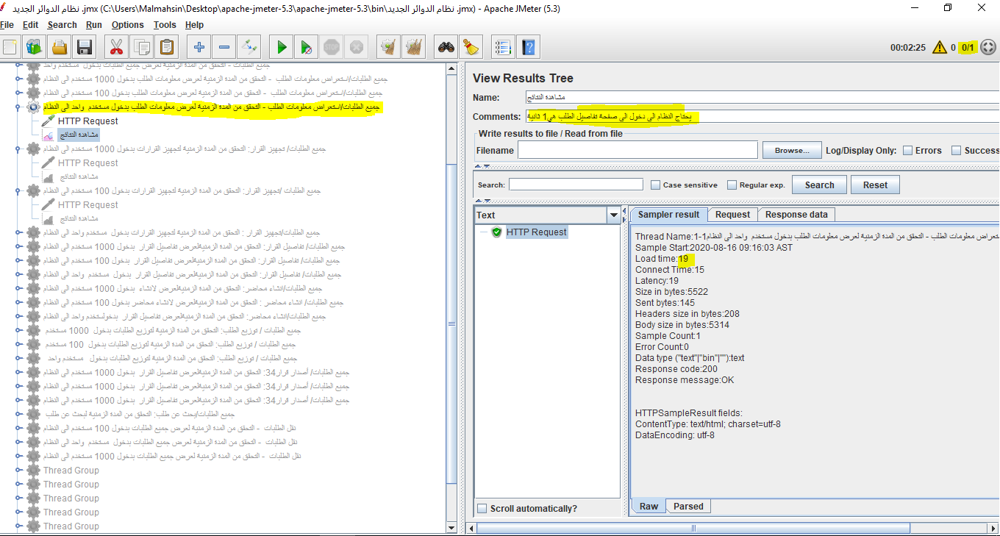 نظام الدوائر الجديد .jmx (C:\Users\Malmahsin\Desktop\apache-jmeter-5.3\apache-jmeter-5.3\bin\نظام الدوائر الجديد .jmx) - Apache JMeter (5.3)
File Edit Search Run Options Tools Help
00:02:25 0 0/1
جميع الطلبات - التحقق من المدة الزمنية لعرض جميع الطلبات بدخول مستخدم واحد
جميع الطلبات/استعراض معلومات الطلب - التحقق من المدة الزمنية لعرض معلومات الطلب بدخول 1000 مستخدم الى النظام
جميع الطلبات/استعراض معلومات الطلب - التحقق من المدة الزمنية لعرض معلومات الطلب بدخول 100 مستخدم الى النظام
جميع الطلبات/استعراض معلومات الطلب - التحقق من المدة الزمنية لعرض معلومات الطلب بدخول مستخدم واحد الى النظام
HTTP Request
مشاهدة النتائج
جميع الطلبات/ تجهيز القرار: التحقق من المدة الزمنية لتجهيز القرارات بدخول 1000 مستخدم الى النظام
HTTP Request
مشاهدة النتائج
جميع الطلبات /تجهيز القرار: التحقق من المدة الزمنية لتجهيز القرارات بدخول 100 مستخدم الى النظام
HTTP Request
مشاهدة النتائج
جميع الطلبات/تجهيز القرار : التحقق من المدة الزمنية لتجهيز القرارات بدخول مستخدم واحد الى النظام
جميع الطلبات/ تفاصيل القرار: التحقق من المدة الزمنيةلعرض تفاصيل القرار بدخول 1000 مستخدم الى النظام
جميع الطلبات/ تفاصيل القرار: التحقق من المدة الزمنيةلعرض تفاصيل القرار بدخول 100 مستخدم الى النظام
جميع الطلبات/ تفاصيل القرار: التحقق من المدة الزمنيةلعرض تفاصيل القرار بدخول مستخدم واحد الى النظام
جميع الطلبات/انشاء محاضر: التحقق من المدة الزمنيةلعرض لانشاء بدخول 1000 مستخدم الى النظام
جميع الطلبات/ انشاء محاضر : التحقق من المدة الزمنيةلعرض لانشاء محاضر بدخول 100 مستخدم الى النظام
جميع الطلبات/انشاء محاضر: التحقق من المدة الزمنيةلعرض تفاصيل القرار بدخولستخدم واحد الى النظام
جميع الطلبات / توزيع الطلب: التحقق من المدة الزمنية لتوزيع الطلبات بدخول 1000 مستخدم
جميع الطلبات / توزيع الطلب: التحقق من المدة الزمنية لتوزيع الطلبات بدخول 100 مستخدم
جميع الطلبات / توزيع الطلب: التحقق من المدة الزمنية لتوزيع الطلبات بدخول مستخدم واحد
جميع الطلبات/ أصدار قرار34: التحقق من المدة الزمنيةلعرض تفاصيل القرار بدخول 1000 مستخدم الى النظام
جميع الطلبات/ أصدار قرار34: التحقق من المدة الزمنيةلعرض تفاصيل القرار بدخول 1000 مستخدم الى النظام
جميع الطلبات/ أصدار قرار34: التحقق من المدة الزمنيةلعرض تفاصيل القرار بدخول 1000 مستخدم الى النظام
جميع الطلبات/بحث عن طلب: التحقق من المدة الزمنية لبحث عن طلب
نقل الطلبات - التحقق من المدة الزمنية لعرض جميع الطلبات بدخول 100 مستخدم الى النظام
نقل الطلبات - التحقق من المدة الزمنية لعرض جميع الطلبات بدخول مستخدم واحد الى النظام
نقل الطلبات - التحقق من المدة الزمنية لعرض جميع الطلبات بدخول 1000 مستخدم الى النظام
Thread Group
Thread Group
Thread Group
Thread Group
Thread Group
View Results Tree
Name: مشاهدة النتائج
Comments: يحتاج النظام الى دخول الى صفحة تفاصيل الطلب هي1 ثانية
Write results to file / Read from file
Filename Browse... Log/Display Only: Errors Success
Search: Case sensitive Regular exp. Search Reset
Text
HTTP Request
Scroll automatically?
Sampler result Request Response data
Thread Name:1-1ستعراض معلومات الطلب - التحقق من المدة الزمنية لعرض معلومات الطلب بدخول مستخدم واحد الى النظام
Sample Start:2020-08-16 09:16:03 AST
Load time:19
Connect Time:15
Latency:19
Size in bytes:5522
Sent bytes:145
Headers size in bytes:208
Body size in bytes:5314
Sample Count:1
Error Count:0
Data type ("text"|"bin"|""):text
Response code:200
Response message:OK
HTTPSampleResult fields:
ContentType: text/html; charset=utf-8
DataEncoding: utf-8
Raw Parsed